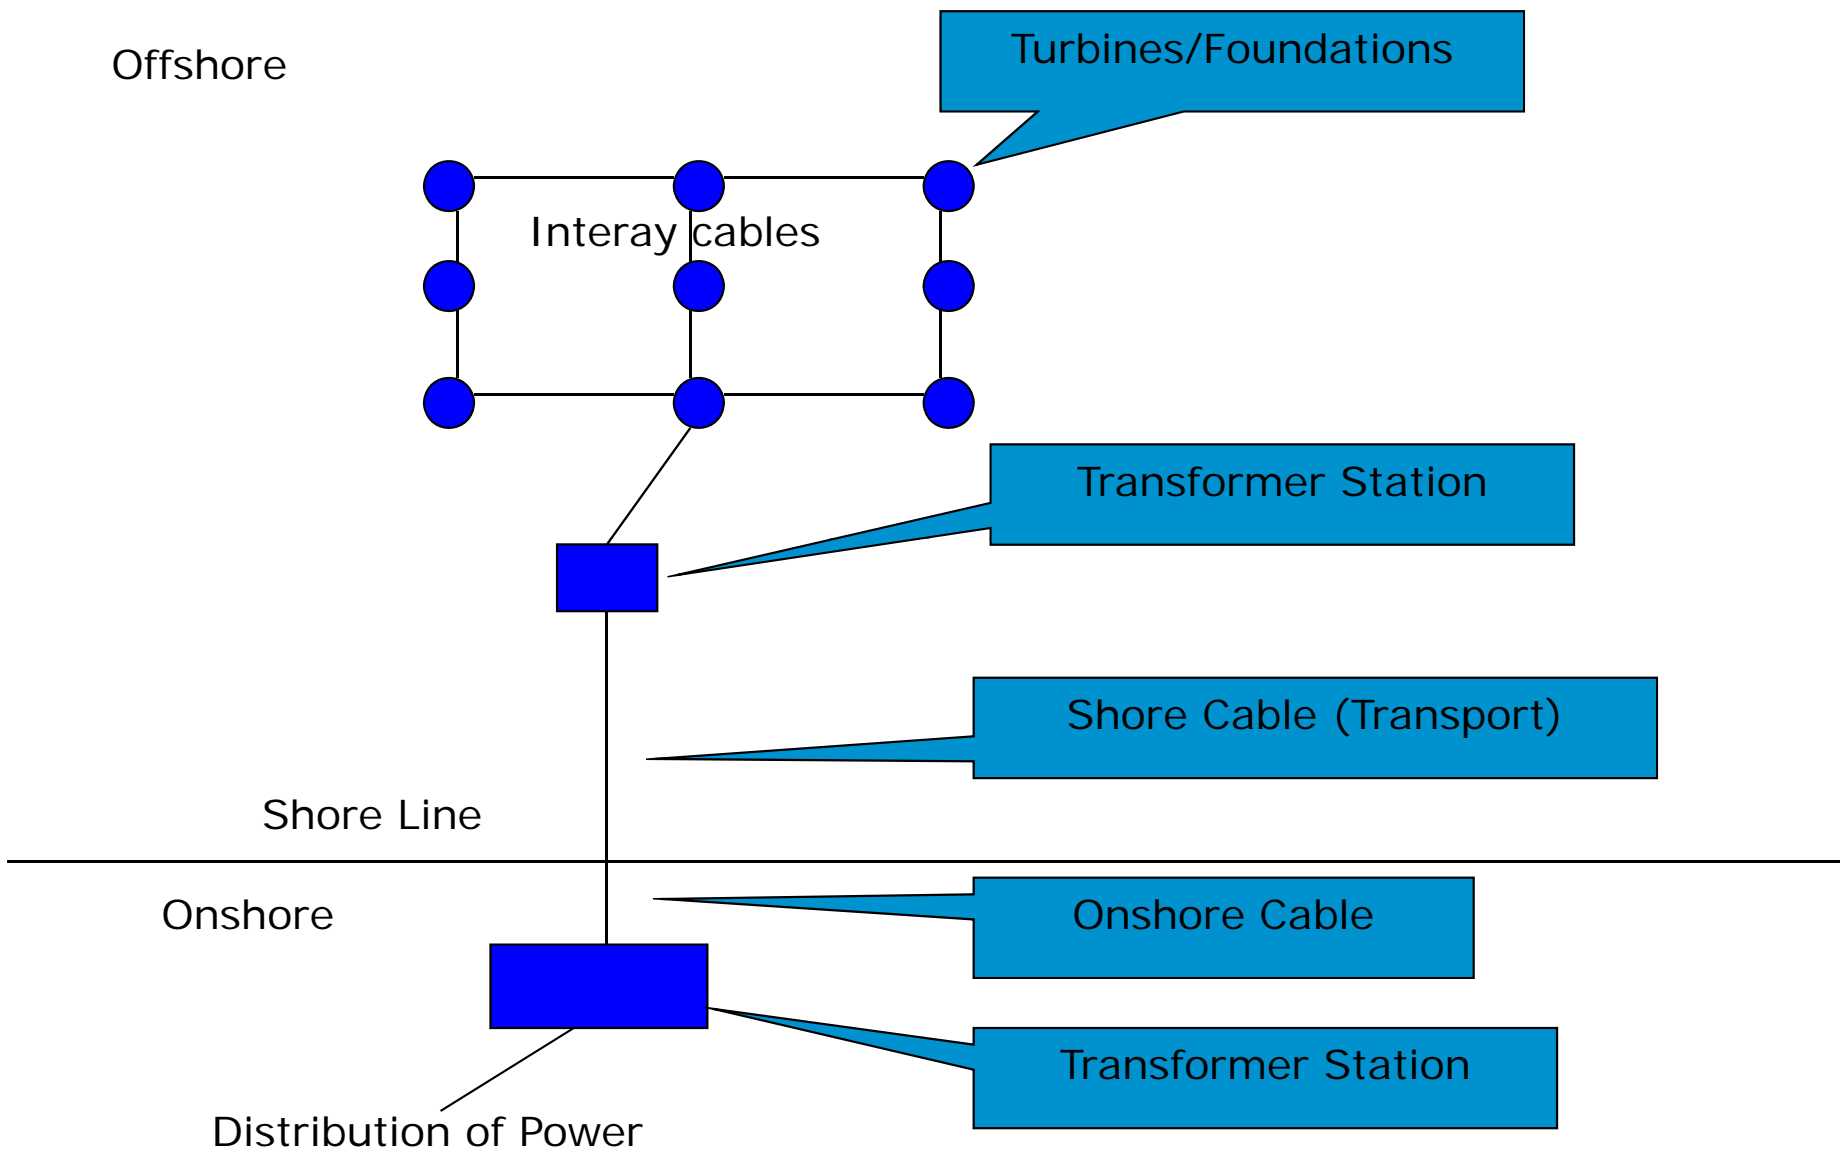 Offshore
Turbines/Foundations
Interay cables
Transformer Station
Shore Cable (Transport)
Shore Line
Onshore
Onshore Cable
Transformer Station
Distribution of Power